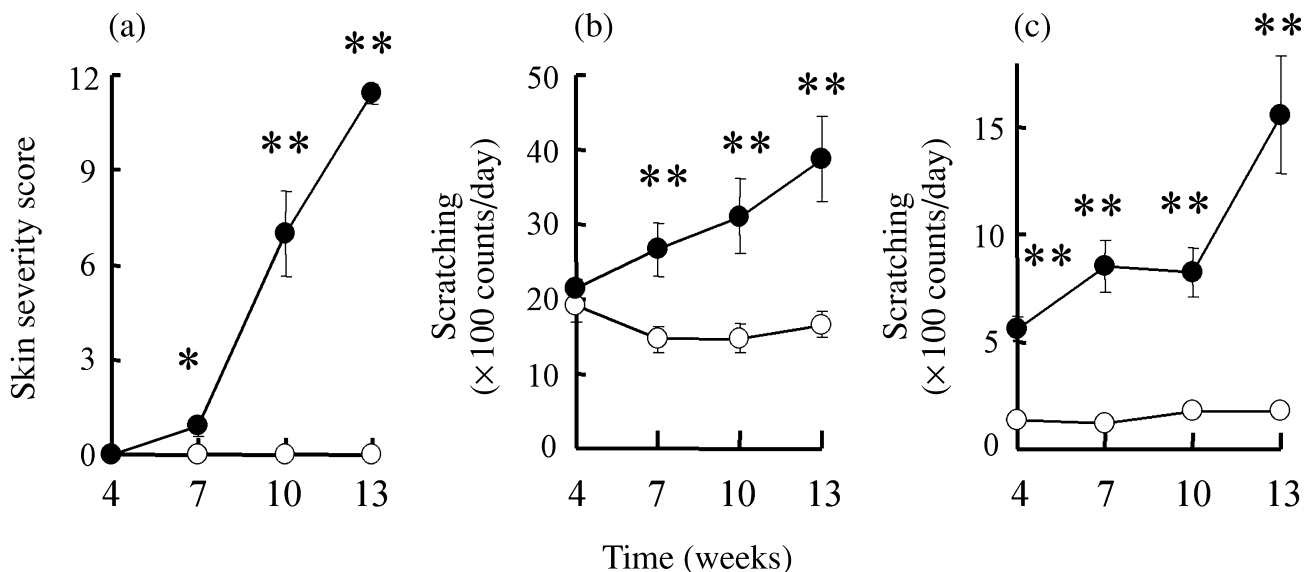 (a)
(b)
(c)
**
**
*
12
9
6
3
0
Skin severity score
4 7 10 13
**
**
**
50
40
30
20
10
0
Scratching
(×100 counts/day)
4 7 10 13
**
**
**
**
15
10
5
0
Scratching
(×100 counts/day)
4 7 10 13
Time (weeks)